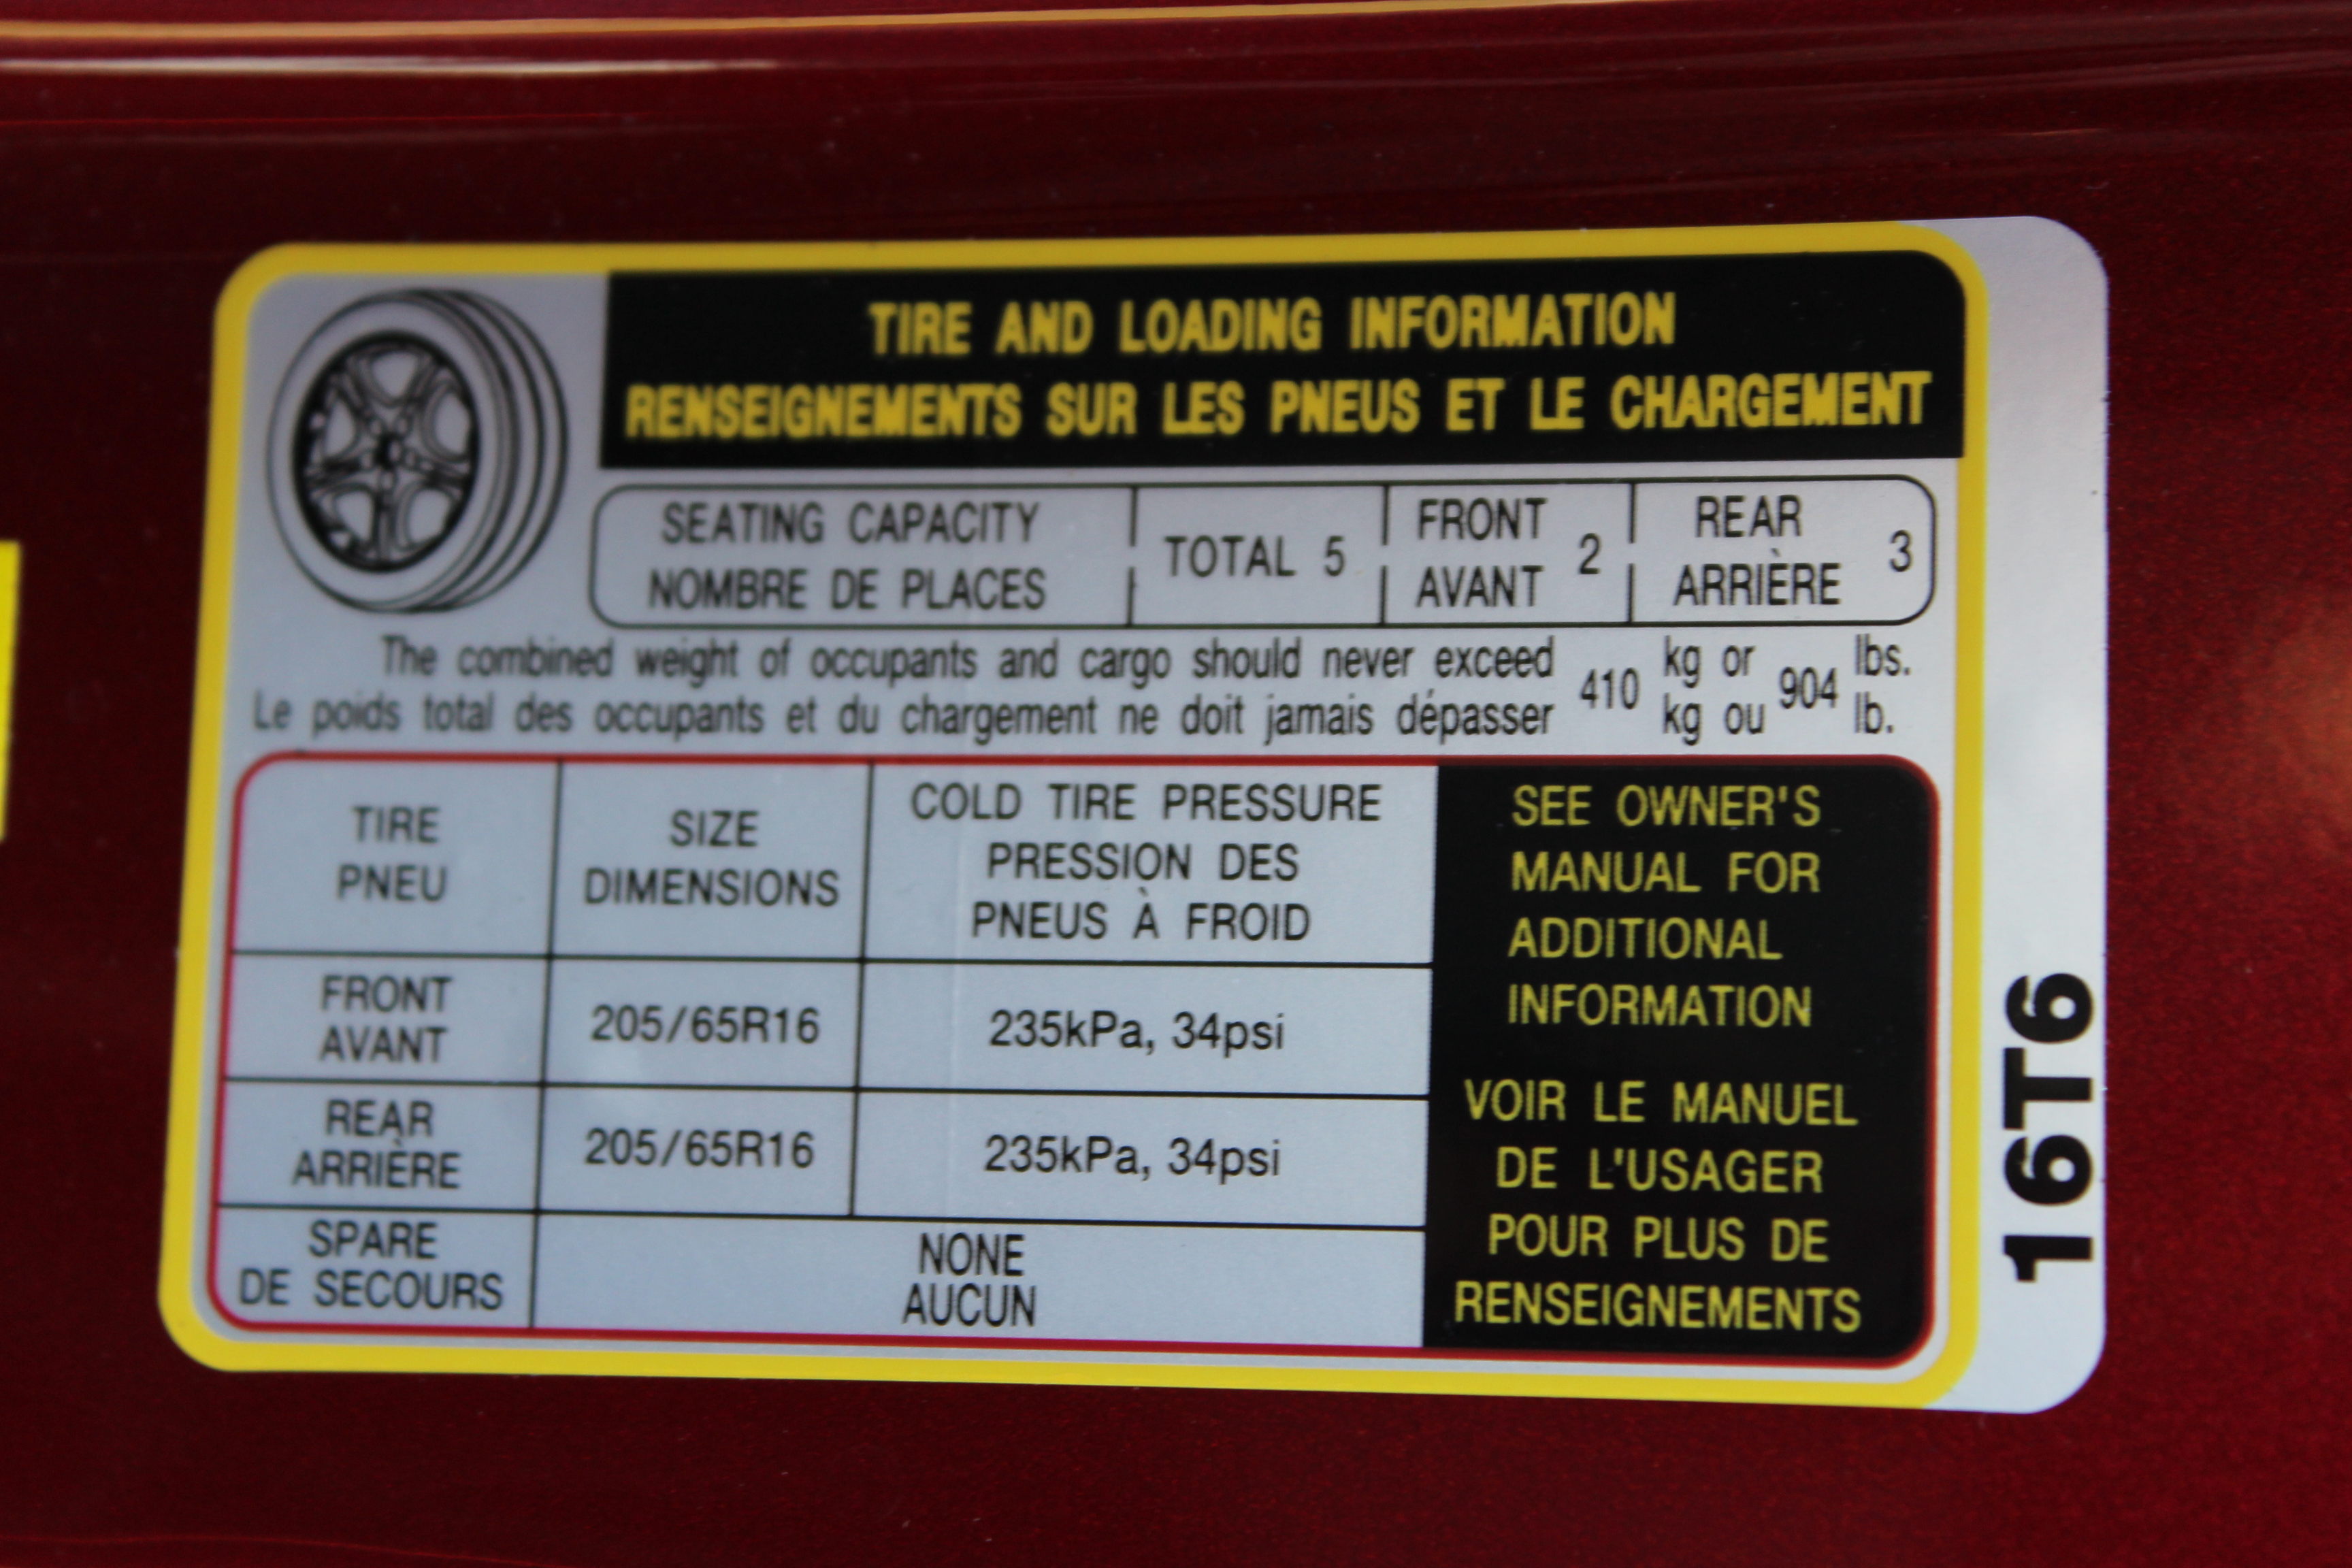 TIRE AND LOADING INFORMATION
RENSEIGNEMENTS SUR LES PNEUS ET LE CHARGEMENT
SEATING CAPACITY
NOMBRE DE PLACES
TOTAL 5
FRONT
AVANT
2
REAR
ARRIÈRE
3
The combined weight of occupants and cargo should never exceed 410 kg or 904 lbs.
Le poids total des occupants et du chargement ne doit jamais dépasser kg ou lb.
TIRE
PNEU
SIZE
DIMENSIONS
COLD TIRE PRESSURE
PRESSION DES
PNEUS À FROID
FRONT
AVANT
205/65R16
235kPa, 34psi
REAR
ARRIÈRE
205/65R16
235kPa, 34psi
SPARE
DE SECOURS
NONE
AUCUN
SEE OWNER'S
MANUAL FOR
ADDITIONAL
INFORMATION
VOIR LE MANUEL
DE L'USAGER
POUR PLUS DE
RENSEIGNEMENTS
16T6